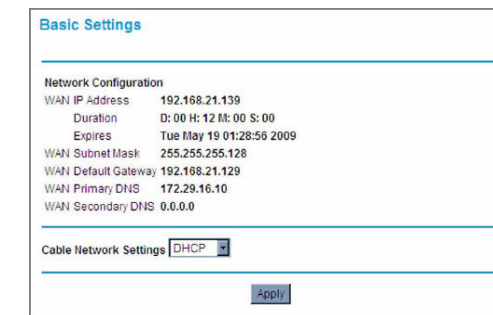 Basic Settings
Network Configuration
WAN IP Address 192.168.21.139
Duration D: 00 H: 12 M: 00 S: 00
Expires Tue May 19 01:28:56 2009
WAN Subnet Mask 255.255.255.128
WAN Default Gateway 192.168.21.129
WAN Primary DNS 172.29.16.10
WAN Secondary DNS 0.0.0.0
Cable Network Settings DHCP
Apply